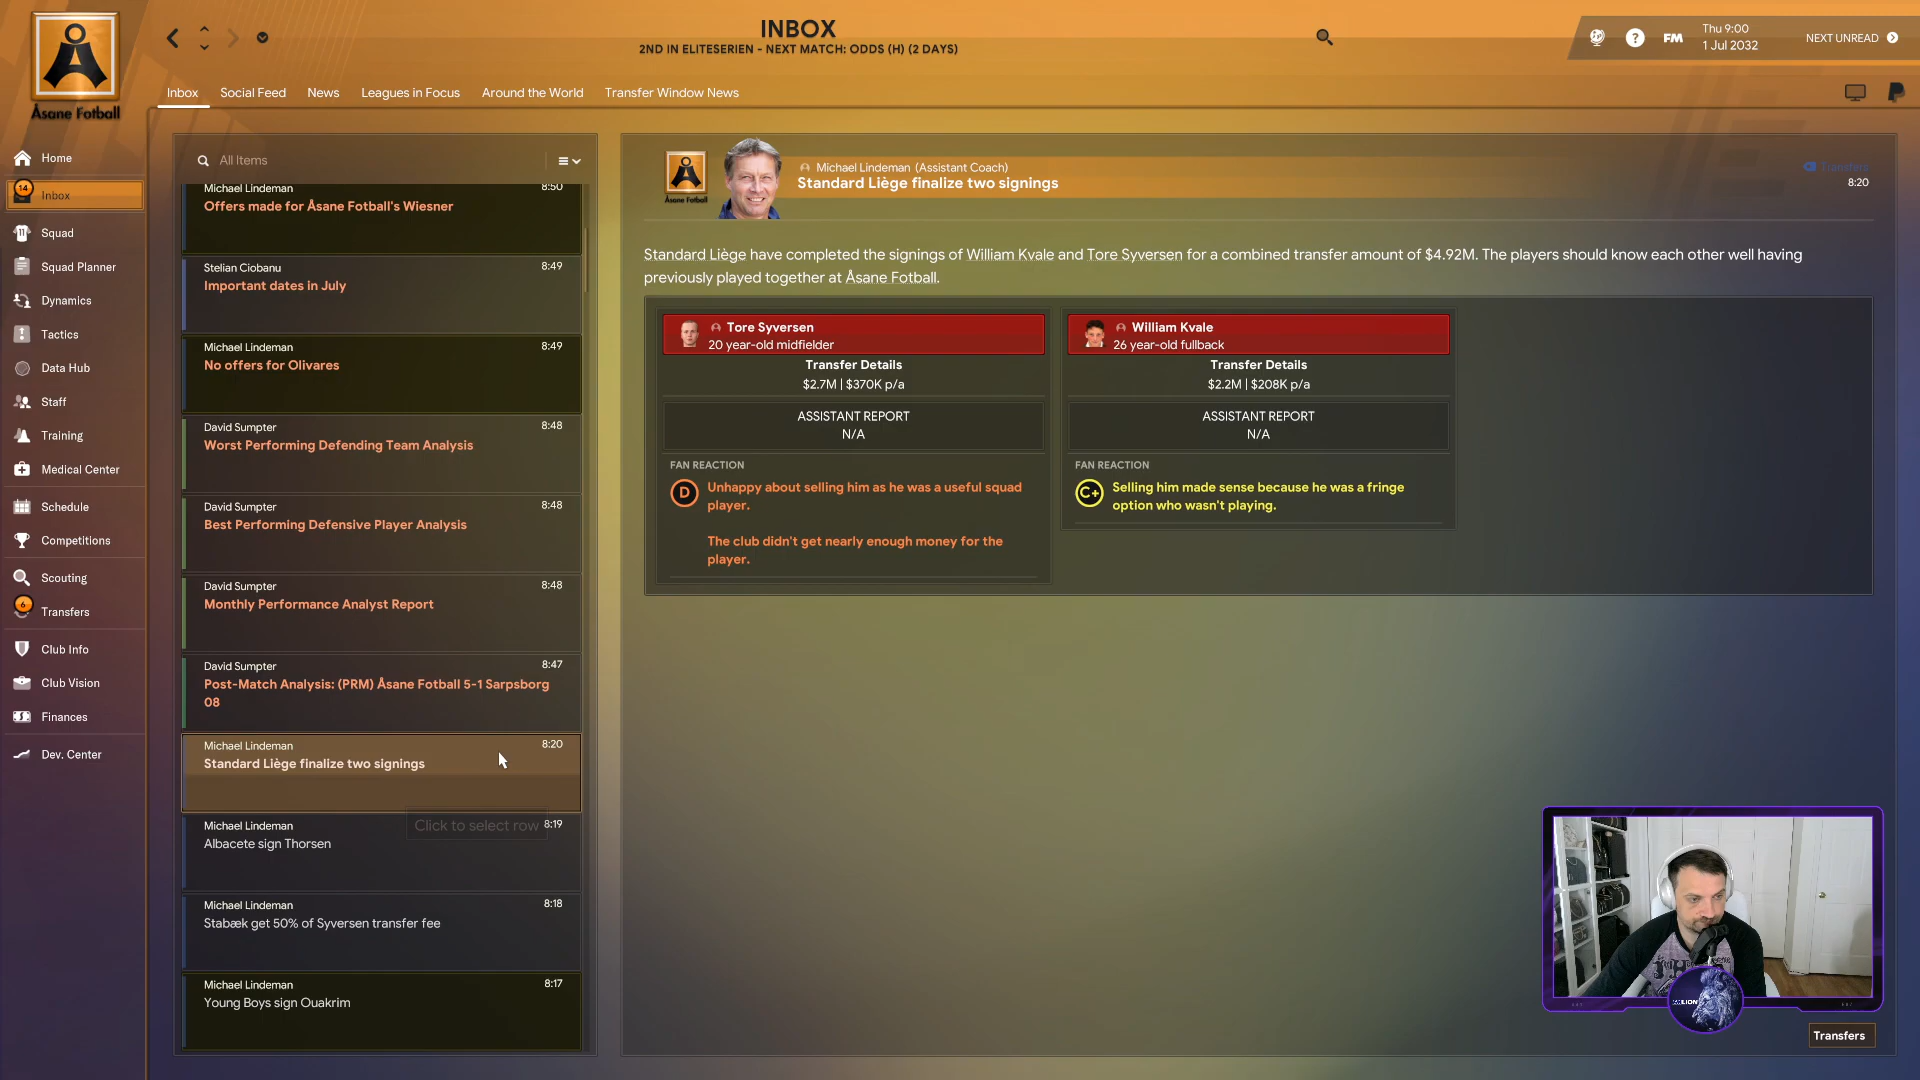 INBOX
2ND IN ELITESERIEN - NEXT MATCH: ODDS (H) (2 DAYS)
FM
Thu 9:00
1 Jul 2032
NEXT UNREAD
Åsane Fotball
Inbox
Social Feed
News
Leagues in Focus
Around the World
Transfer Window News
Home
14
Inbox
Squad
Squad Planner
Dynamics
Tactics
Data Hub
Staff
Training
Medical Center
Schedule
Competitions
Scouting
6
Transfers
Club Info
Club Vision
Finances
Dev. Center
All Items
Michael Lindeman
8:50
Offers made for Åsane Fotball's Wiesner
Stelian Ciobanu
8:49
Important dates in July
Michael Lindeman
8:49
No offers for Olivares
David Sumpter
8:48
Worst Performing Defending Team Analysis
David Sumpter
8:48
Best Performing Defensive Player Analysis
David Sumpter
8:48
Monthly Performance Analyst Report
David Sumpter
8:47
Post-Match Analysis: (PRM) Åsane Fotball 5-1 Sarpsborg
08
Michael Lindeman
8:20
Standard Liège finalize two signings
Click to select row
Michael Lindeman
8:19
Albacete sign Thorsen
Michael Lindeman
8:18
Stabæk get 50% of Syversen transfer fee
Michael Lindeman
8:17
Young Boys sign Ouakrim
Åsane Fotball
Michael Lindeman (Assistant Coach)
Standard Liège finalize two signings
Transfers
8:20
Standard Liège have completed the signings of William Kvale and Tore Syversen for a combined transfer amount of $4.92M. The players should know each other well having
previously played together at Åsane Fotball.
Tore Syversen
20 year-old midfielder
Transfer Details
$2.7M | $370K p/a
ASSISTANT REPORT
N/A
FAN REACTION
D
Unhappy about selling him as he was a useful squad
player.
The club didn't get nearly enough money for the
player.
William Kvale
26 year-old fullback
Transfer Details
$2.2M | $208K p/a
ASSISTANT REPORT
N/A
FAN REACTION
C+
Selling him made sense because he was a fringe
option who wasn't playing.
Transfers